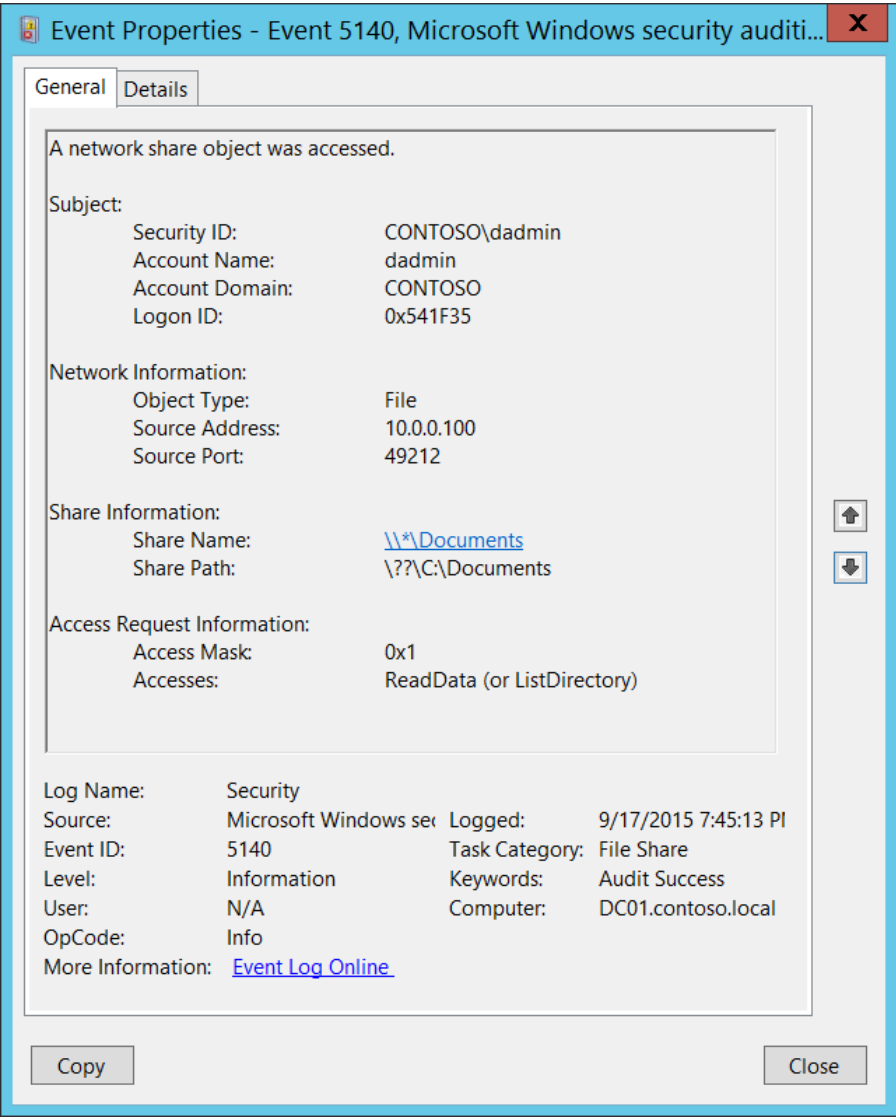 Event Properties - Event 5140, Microsoft Windows security auditi...
X
General Details
A network share object was accessed.
Subject:
Security ID: CONTOSO\dadmin
Account Name: dadmin
Account Domain: CONTOSO
Logon ID: 0x541F35
Network Information:
Object Type: File
Source Address: 10.0.0.100
Source Port: 49212
Share Information:
Share Name: \\*\Documents
Share Path: \??\C:\Documents
Access Request Information:
Access Mask: 0x1
Accesses: ReadData (or ListDirectory)
Log Name: Security
Source: Microsoft Windows sec Logged: 9/17/2015 7:45:13 PM
Event ID: 5140 Task Category: File Share
Level: Information Keywords: Audit Success
User: N/A Computer: DC01.contoso.local
OpCode: Info
More Information: Event Log Online
Copy Close